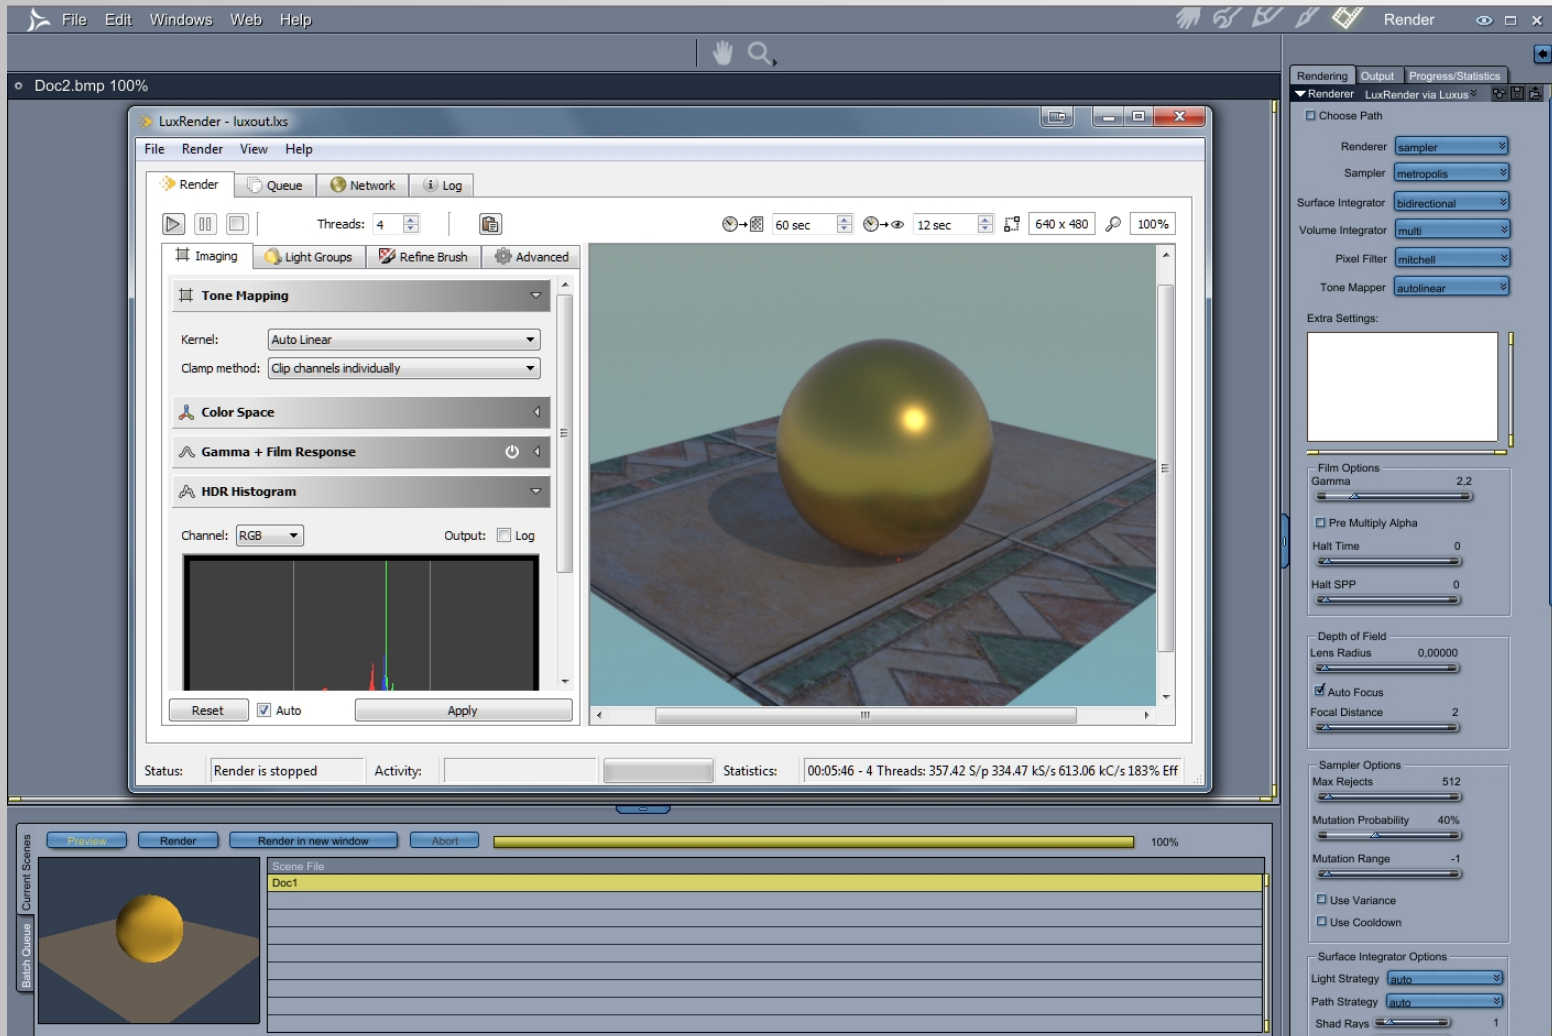 File Edit Windows Web Help Render
Doc2.bmp 100%
LuxRender - luxout.lxs
File Render View Help
Render Queue Network Log
Threads: 4 60 sec 12 sec 640 x 480 100%
Imaging Light Groups Refine Brush Advanced
Tone Mapping
Kernel: Auto Linear
Clamp method: Clip channels individually
Color Space
Gamma + Film Response
HDR Histogram
Channel: RGB Output: Log
Reset Auto Apply
Status: Render is stopped Activity: Statistics: 00:05:46 - 4 Threads: 357.42 S/p 334.47 kS/s 613.06 kC/s 183% Eff
Current Scenes
Batch Queue
Preview Render Render in new window Abort 100%
Scene File
Doc1
Rendering Output Progress/Statistics
Renderer LuxRender via Luxus
Choose Path
Renderer sampler
Sampler metropolis
Surface Integrator bidirectional
Volume Integrator multi
Pixel Filter mitchell
Tone Mapper autolinear
Extra Settings:
Film Options
Gamma 2,2
Pre Multiply Alpha
Halt Time 0
Halt SPP 0
Depth of Field
Lens Radius 0,00000
Auto Focus
Focal Distance 2
Sampler Options
Max Rejects 512
Mutation Probability 40%
Mutation Range -1
Use Variance
Use Cooldown
Surface Integrator Options
Light Strategy auto
Path Strategy auto
Shad Rays 1